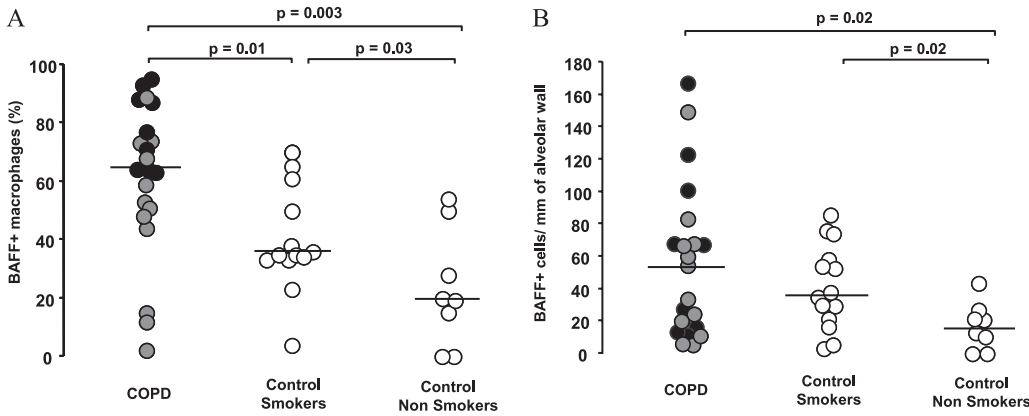 A
p = 0.003
p = 0.01
p = 0.03
BAFF+ macrophages (%)
100
80
60
40
20
0
COPD
Control
Smokers
Control
Non Smokers
B
p = 0.02
p = 0.02
BAFF+ cells/ mm of alveolar wall
180
160
140
120
100
80
60
40
20
0
COPD
Control
Smokers
Control
Non Smokers